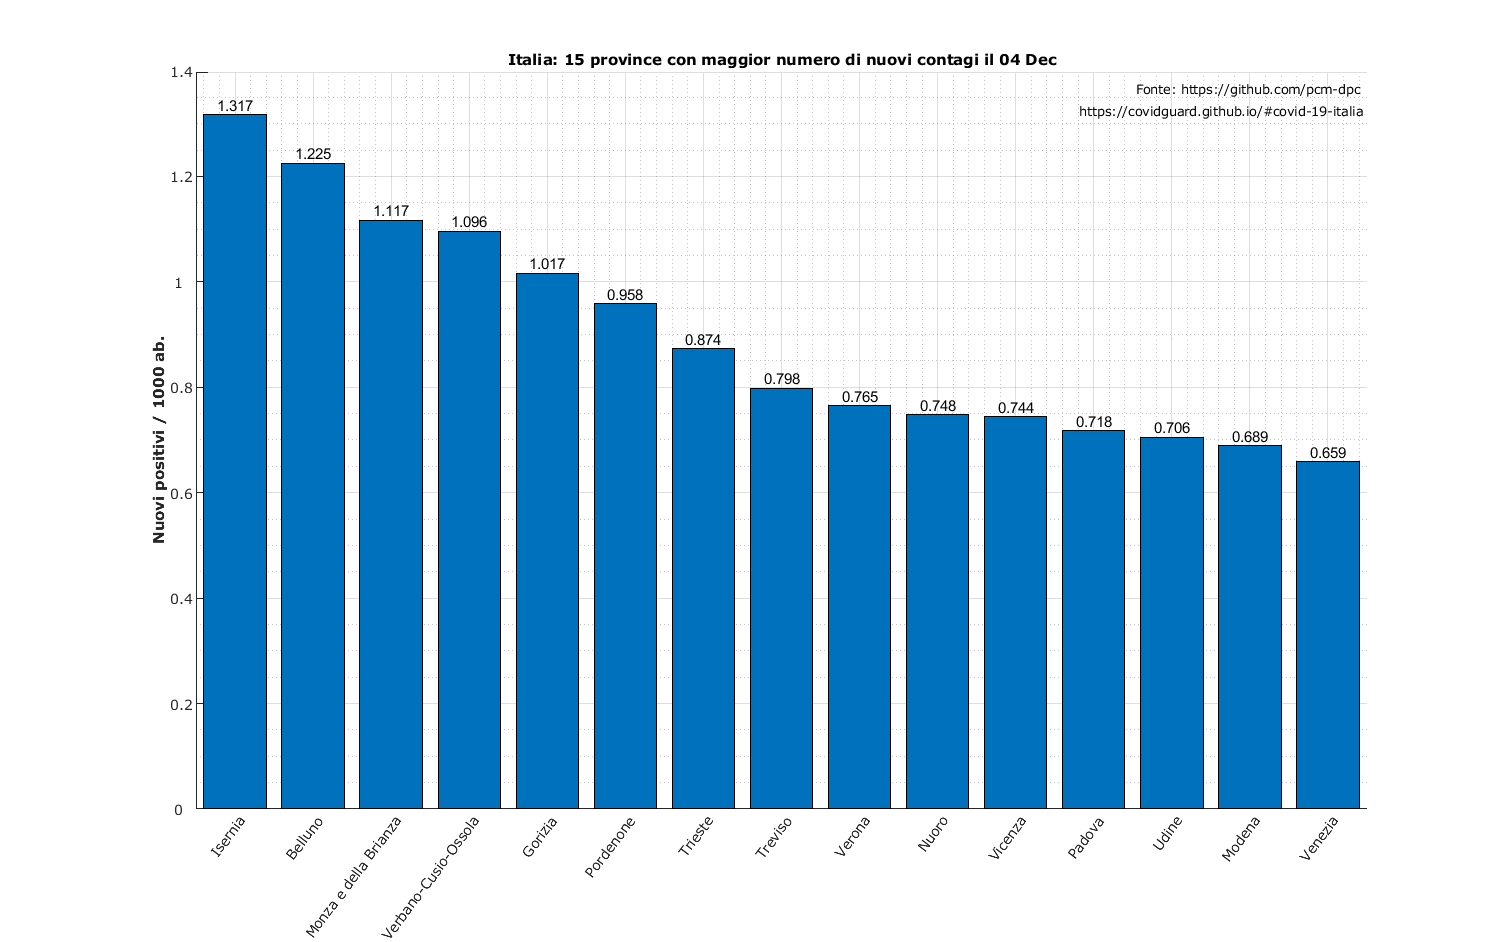 Italia: 15 province con maggior numero di nuovi contagi il 04 Dec
Fonte: https://github.com/pcm-dpc
https://covidguard.github.io/#covid-19-italia
Nuovi positivi / 1000 ab.
1.4
1.2
1
0.8
0.6
0.4
0.2
0
1.317
1.225
1.117
1.096
1.017
0.958
0.874
0.798
0.765
0.748
0.744
0.718
0.706
0.689
0.659
Isernia
Belluno
Monza e della Brianza
Verbano-Cusio-Ossola
Gorizia
Pordenone
Trieste
Treviso
Verona
Nuoro
Vicenza
Padova
Udine
Modena
Venezia